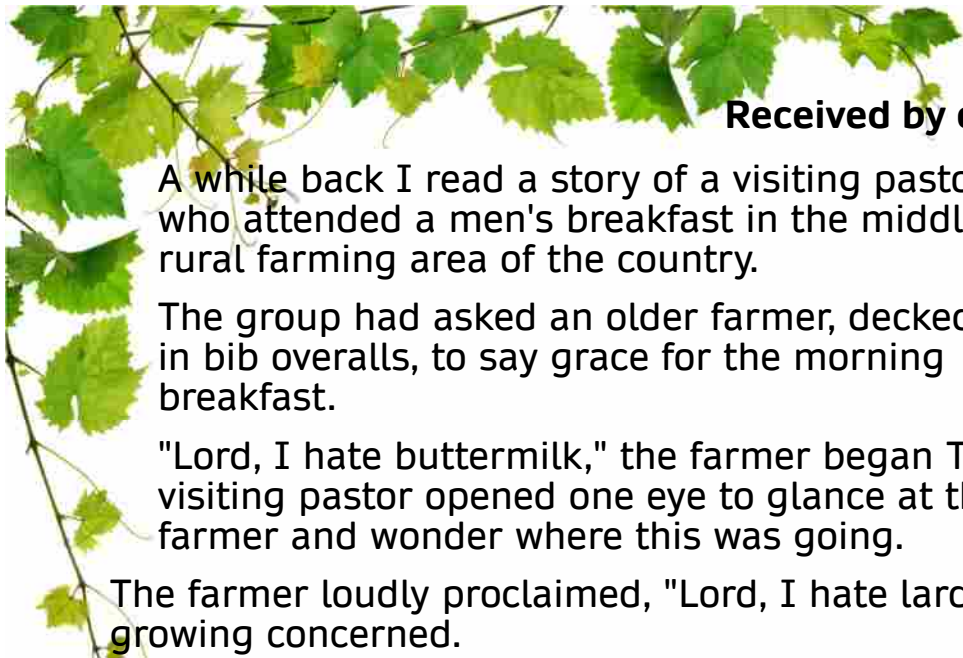 Received by
A while back I read a story of a visiting pasto
who attended a men's breakfast in the middl
rural farming area of the country.
The group had asked an older farmer, decked
in bib overalls, to say grace for the morning
breakfast.
"Lord, I hate buttermilk," the farmer began T
visiting pastor opened one eye to glance at th
farmer and wonder where this was going.
The farmer loudly proclaimed, "Lord, I hate lard
growing concerned.